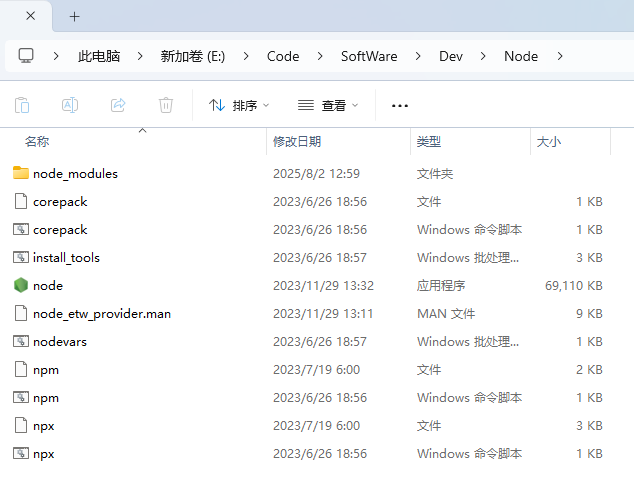 此电脑 新加卷 (E:) Code SoftWare Dev Node
排序 查看
名称 修改日期 类型 大小
node_modules 2025/8/2 12:59 文件夹
corepack 2023/6/26 18:56 文件 1 KB
corepack 2023/6/26 18:56 Windows 命令脚本 1 KB
install_tools 2023/6/26 18:57 Windows 批处理... 3 KB
node 2023/11/29 13:32 应用程序 69,110 KB
node_etw_provider.man 2023/11/29 13:11 MAN 文件 9 KB
nodevars 2023/6/26 18:57 Windows 批处理... 1 KB
npm 2023/7/19 6:00 文件 2 KB
npm 2023/6/26 18:56 Windows 命令脚本 1 KB
npx 2023/7/19 6:00 文件 3 KB
npx 2023/6/26 18:56 Windows 命令脚本 1 KB